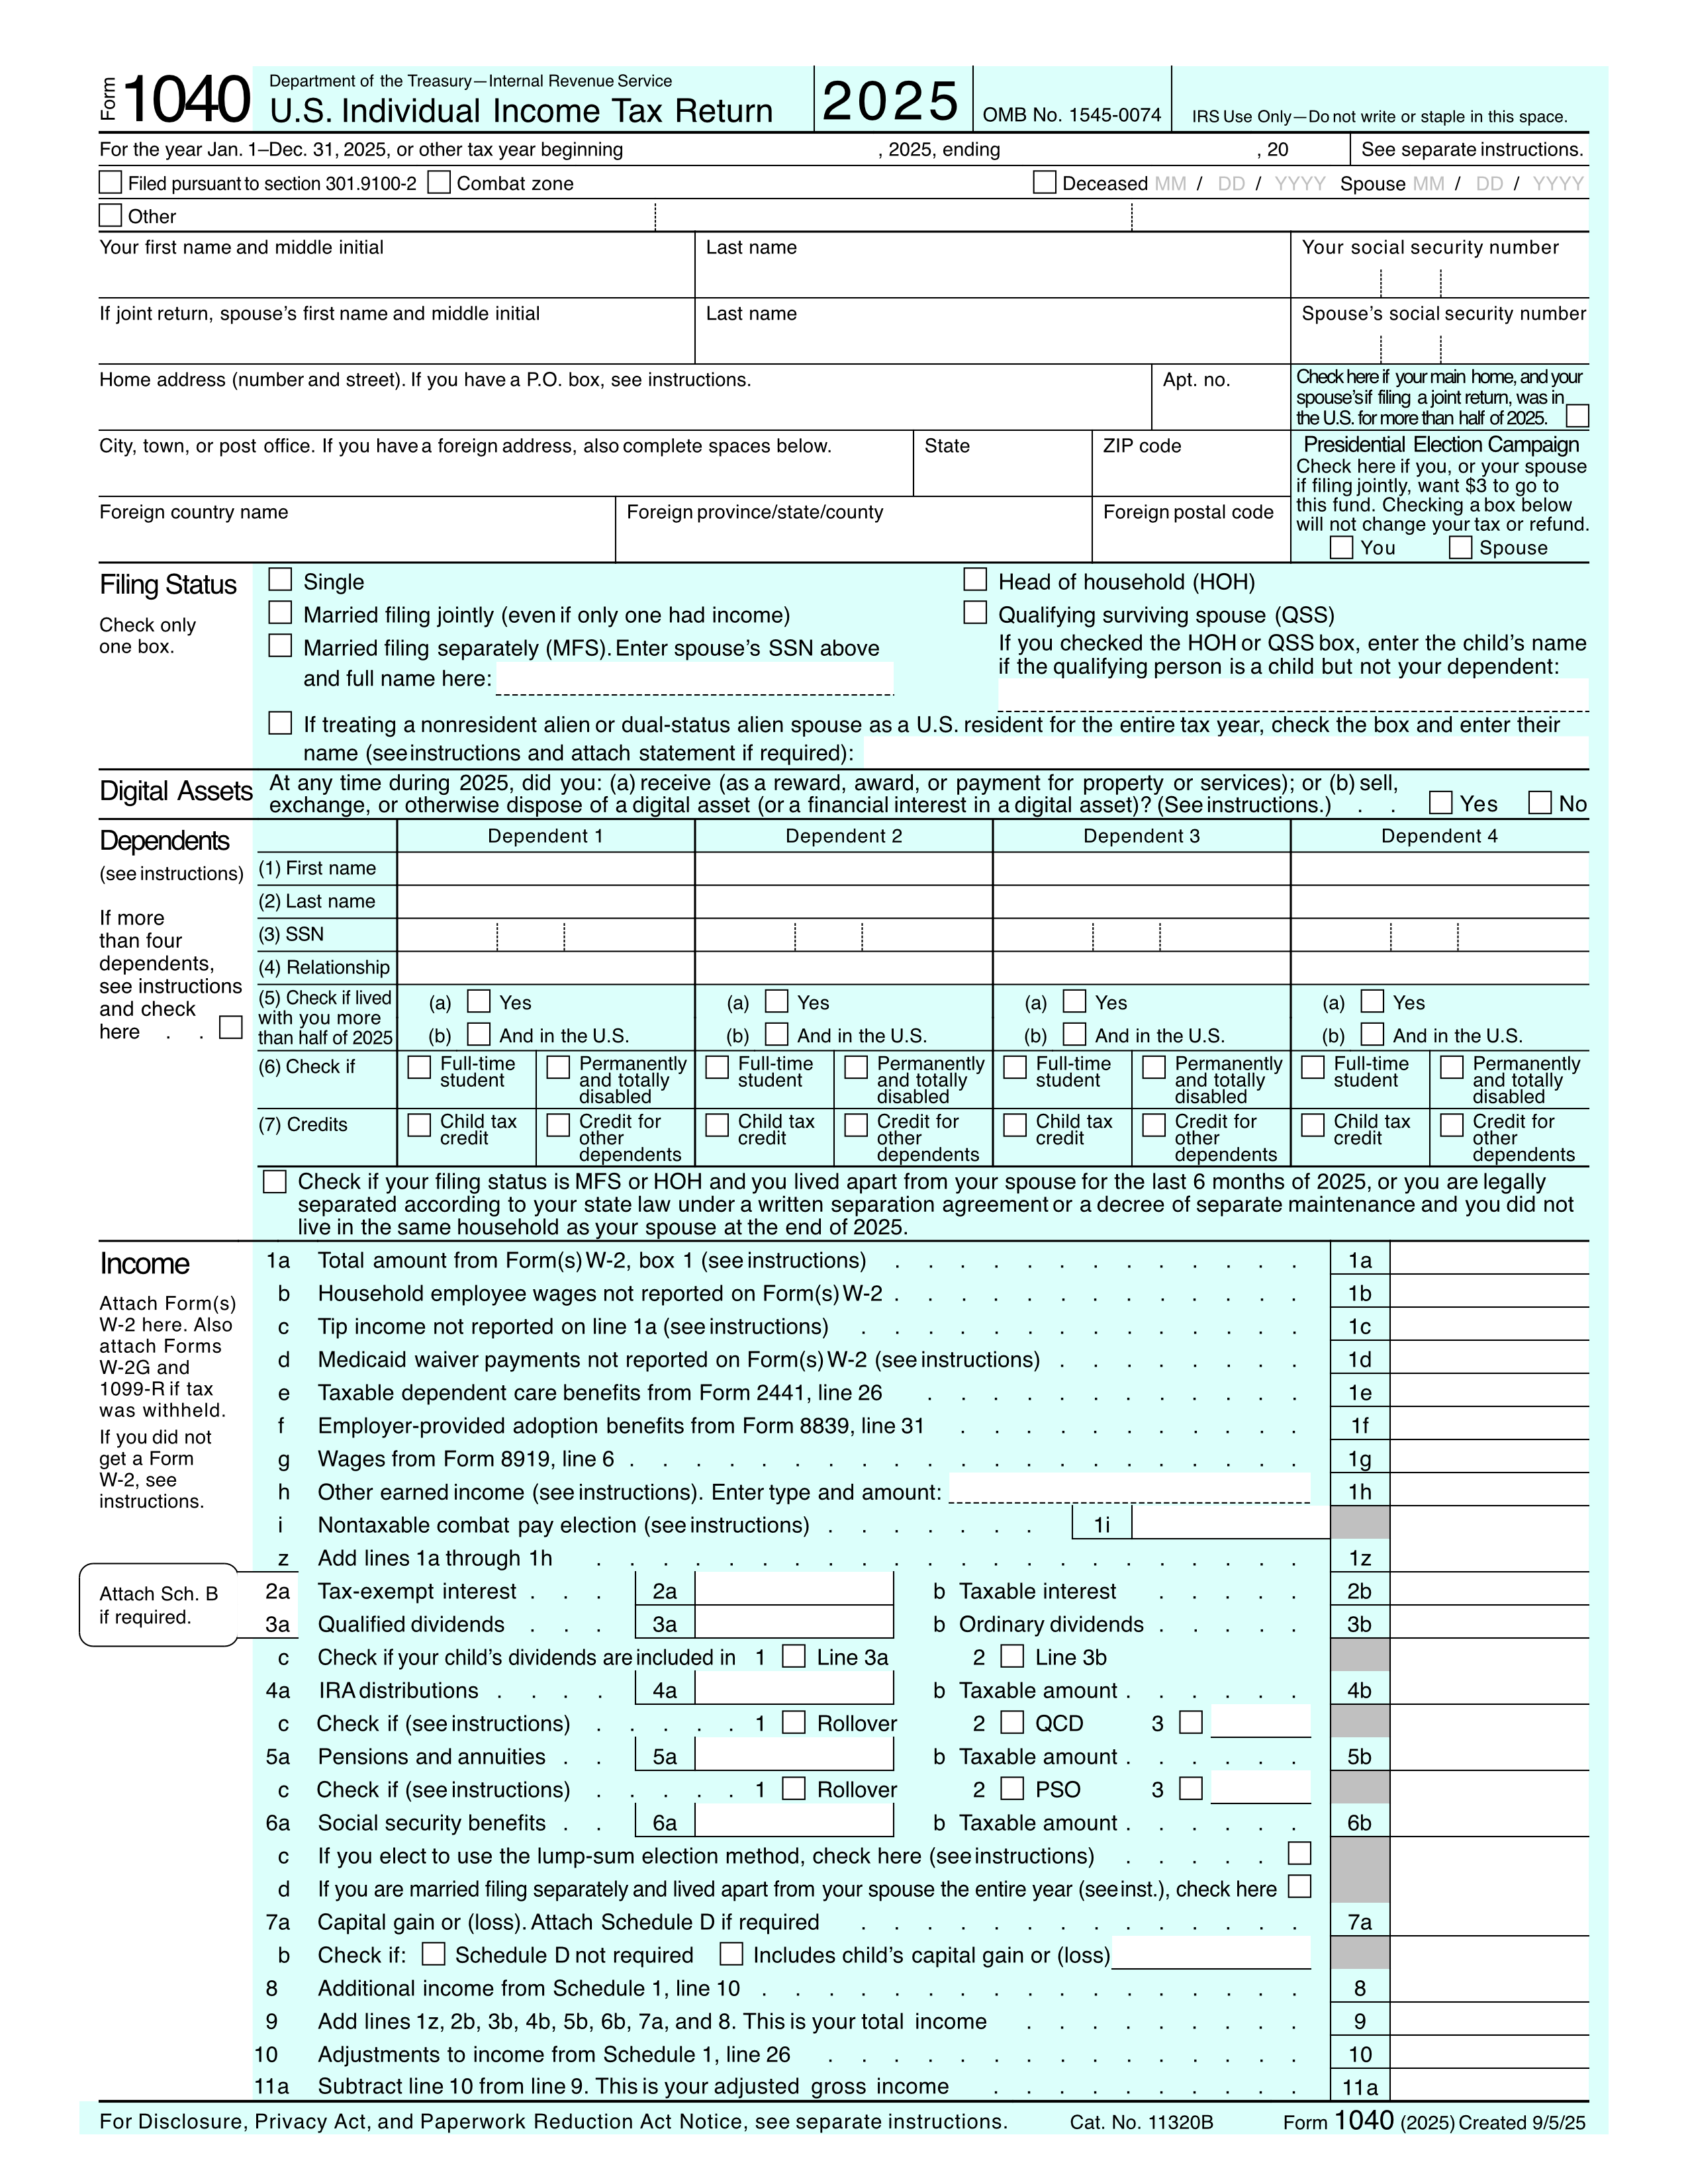 Form 1040 Department of the Treasury—Internal Revenue Service
U.S. Individual Income Tax Return 2025 OMB No. 1545-0074 IRS Use Only—Do not write or staple in this space.
For the year Jan. 1–Dec. 31, 2025, or other tax year beginning , 2025, ending , 20 See separate instructions.
Filed pursuant to section 301.9100-2 Combat zone Deceased MM / DD / YYYY Spouse MM / DD / YYYY
Other
Your first name and middle initial Last name Your social security number
If joint return, spouse’s first name and middle initial Last name Spouse’s social security number
Home address (number and street). If you have a P.O. box, see instructions. Apt. no.
Check here if your main home, and your
spouse’s if filing a joint return, was in
the U.S. for more than half of 2025.
City, town, or post office. If you have a foreign address, also complete spaces below. State ZIP code
Foreign country name Foreign province/state/county Foreign postal code
Presidential Election Campaign
Check here if you, or your spouse
if filing jointly, want $3 to go to
this fund. Checking a box below
will not change your tax or refund.
You Spouse
Filing Status
Check only
one box.
Single
Married filing jointly (even if only one had income)
Married filing separately (MFS). Enter spouse’s SSN above
and full name here:
Head of household (HOH)
Qualifying surviving spouse (QSS)
If you checked the HOH or QSS box, enter the child’s name
if the qualifying person is a child but not your dependent:
If treating a nonresident alien or dual-status alien spouse as a U.S. resident for the entire tax year, check the box and enter their
name (see instructions and attach statement if required):
Digital Assets
At any time during 2025, did you: (a) receive (as a reward, award, or payment for property or services); or (b) sell,
exchange, or otherwise dispose of a digital asset (or a financial interest in a digital asset)? (See instructions.) . . Yes No
Dependents
(see instructions)
If more
than four
dependents,
see instructions
and check
here . .
Dependent 1 Dependent 2 Dependent 3 Dependent 4
(1) First name
(2) Last name
(3) SSN
(4) Relationship
(5) Check if lived
with you more
than half of 2025
(a) Yes (a) Yes (a) Yes (a) Yes
(b) And in the U.S. (b) And in the U.S. (b) And in the U.S. (b) And in the U.S.
(6) Check if
Full-time Permanently Full-time Permanently Full-time Permanently Full-time Permanently
student and totally student and totally student and totally student and totally
disabled disabled disabled disabled
(7) Credits
Child tax Credit for Child tax Credit for Child tax Credit for Child tax Credit for
credit other credit other credit other credit other
dependents dependents dependents dependents
Check if your filing status is MFS or HOH and you lived apart from your spouse for the last 6 months of 2025, or you are legally
separated according to your state law under a written separation agreement or a decree of separate maintenance and you did not
live in the same household as your spouse at the end of 2025.
Income
Attach Form(s)
W-2 here. Also
attach Forms
W-2G and
1099-R if tax
was withheld.
If you did not
get a Form
W-2, see
instructions.
Attach Sch. B
if required.
1a Total amount from Form(s) W-2, box 1 (see instructions) . . . . . . . . . . . . . 1a
b Household employee wages not reported on Form(s) W-2 . . . . . . . . . . . . . 1b
c Tip income not reported on line 1a (see instructions) . . . . . . . . . . . . . . 1c
d Medicaid waiver payments not reported on Form(s) W-2 (see instructions) . . . . . . . . 1d
e Taxable dependent care benefits from Form 2441, line 26 . . . . . . . . . . . . 1e
f Employer-provided adoption benefits from Form 8839, line 31 . . . . . . . . . . . 1f
g Wages from Form 8919, line 6 . . . . . . . . . . . . . . . . . . . . . 1g
h Other earned income (see instructions). Enter type and amount: 1h
i Nontaxable combat pay election (see instructions) . . . . . . . 1i
z Add lines 1a through 1h . . . . . . . . . . . . . . . . . . . . . . 1z
2a Tax-exempt interest . . . 2a b Taxable interest . . . . . 2b
3a Qualified dividends . . . 3a b Ordinary dividends . . . . . 3b
c Check if your child’s dividends are included in 1 Line 3a 2 Line 3b
4a IRA distributions . . . . 4a b Taxable amount . . . . . . 4b
c Check if (see instructions) . . . . . 1 Rollover 2 QCD 3
5a Pensions and annuities . . 5a b Taxable amount . . . . . . 5b
c Check if (see instructions) . . . . . 1 Rollover 2 PSO 3
6a Social security benefits . . 6a b Taxable amount . . . . . . 6b
c If you elect to use the lump-sum election method, check here (see instructions) . . . . .
d If you are married filing separately and lived apart from your spouse the entire year (see inst.), check here
7a Capital gain or (loss). Attach Schedule D if required . . . . . . . . . . . . . . 7a
b Check if: Schedule D not required Includes child’s capital gain or (loss)
8 Additional income from Schedule 1, line 10 . . . . . . . . . . . . . . . . . 8
9 Add lines 1z, 2b, 3b, 4b, 5b, 6b, 7a, and 8. This is your total income . . . . . . . . . 9
10 Adjustments to income from Schedule 1, line 26 . . . . . . . . . . . . . . . 10
11a Subtract line 10 from line 9. This is your adjusted gross income . . . . . . . . . . 11a
For Disclosure, Privacy Act, and Paperwork Reduction Act Notice, see separate instructions. Cat. No. 11320B Form 1040 (2025) Created 9/5/25